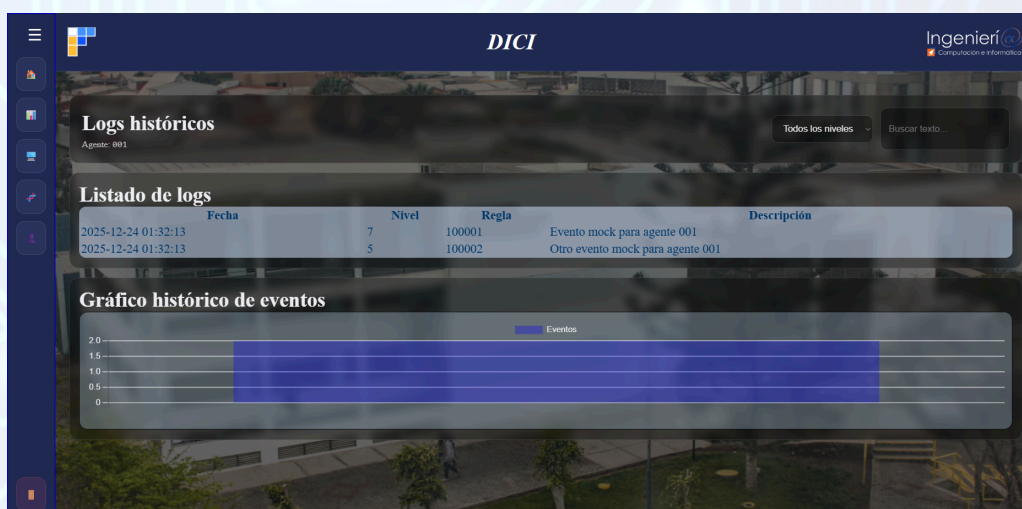 DICI
Ingenierí@
Computación e Informática
Logs históricos
Agente: 001
Todos los niveles
Buscar texto...
Listado de logs
Fecha Nivel Regla Descripción
2025-12-24 01:32:13 7 100001 Evento mock para agente 001
2025-12-24 01:32:13 5 100002 Otro evento mock para agente 001
Gráfico histórico de eventos
Eventos
2.0
1.5
1.0
0.5
0